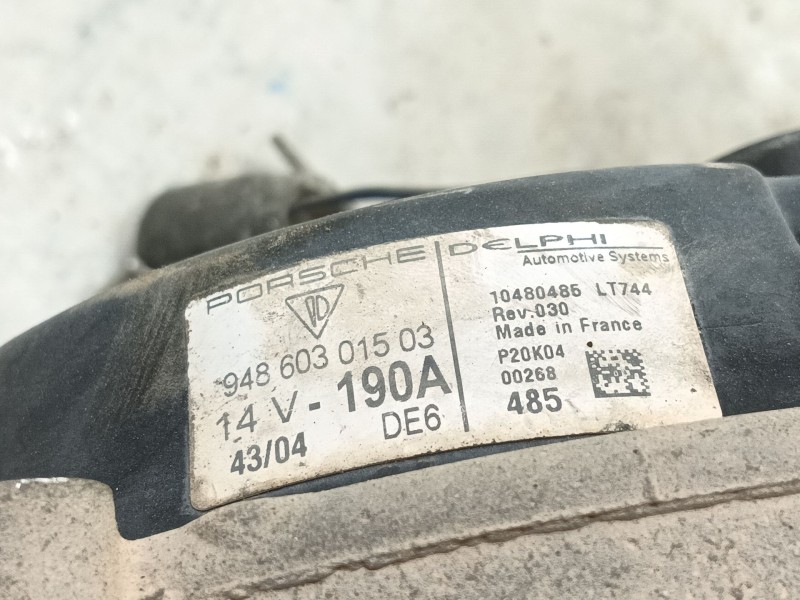 PORSCHE
948 603 015 03
14 V - 190A
43/04 DE6
DELPHI
Automotive Systems
10480485 LT744
Rev.030
Made in France
P20K04
00268
485